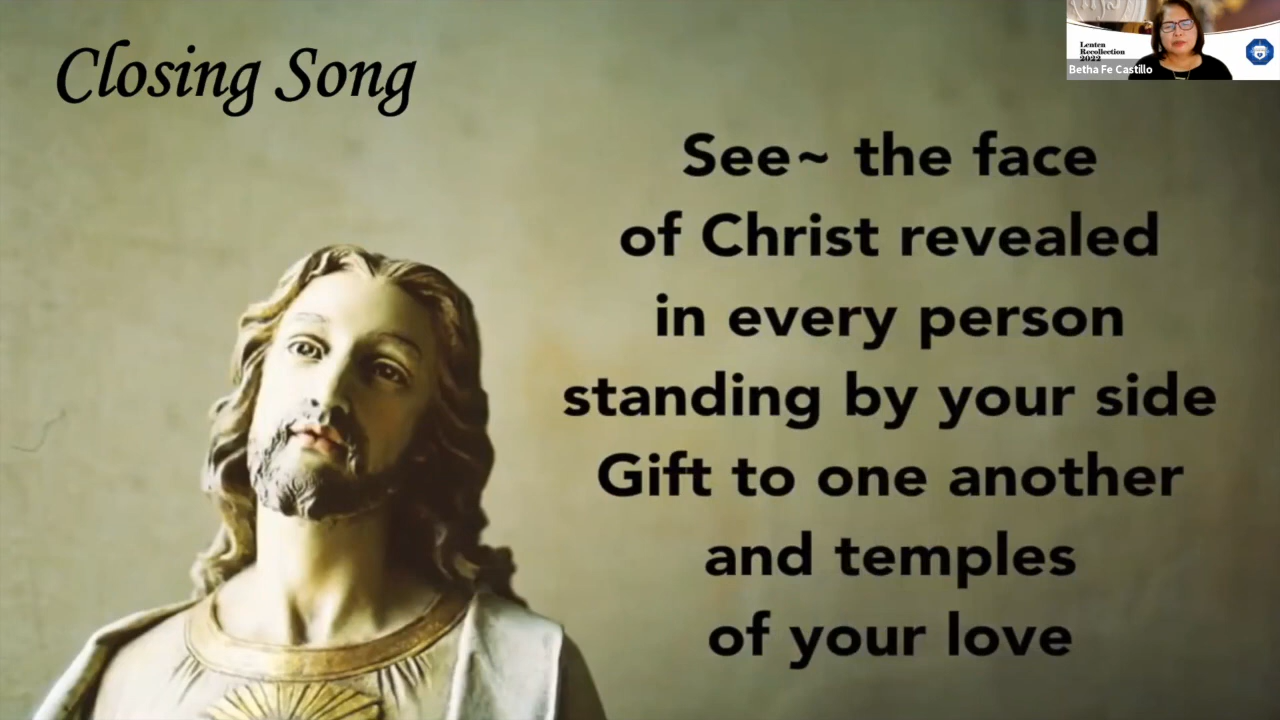 Closing Song
Lenten
Recollection
2022
Betha Fe Castillo
See~ the face
of Christ revealed
in every person
standing by your side
Gift to one another
and temples
of your love